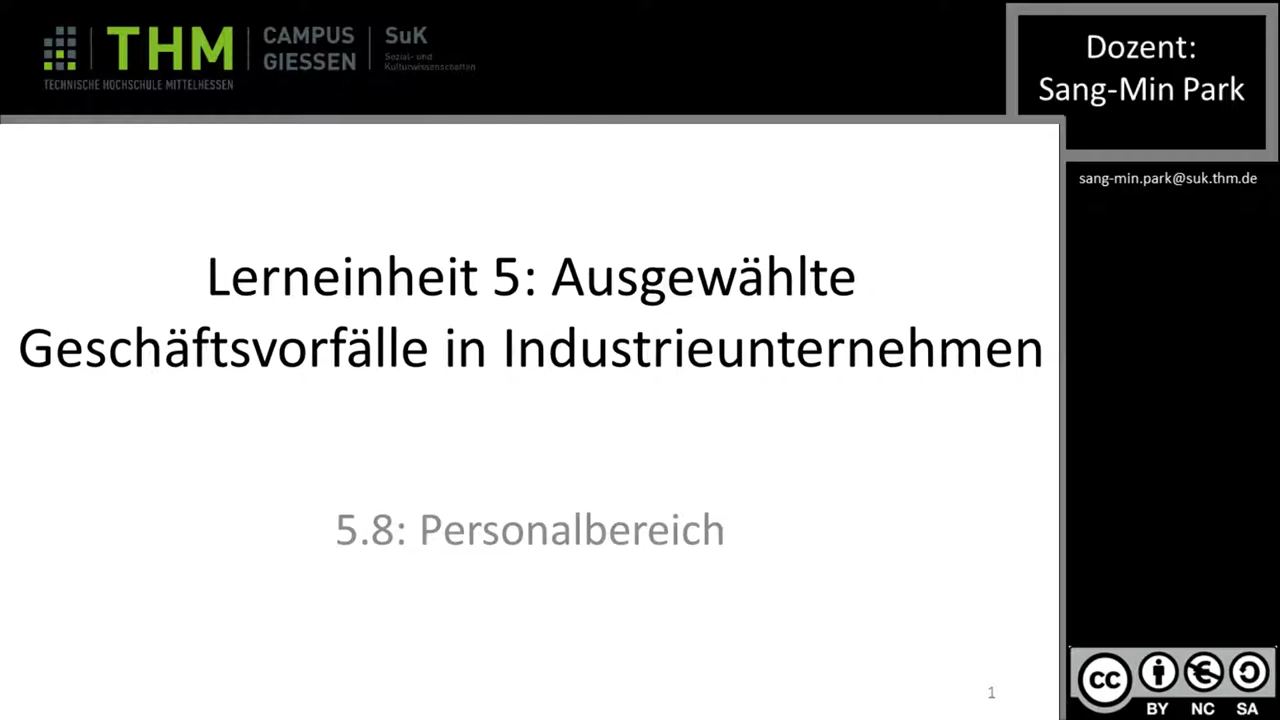 THM
CAMPUS
GIESSEN
SuK
Sozial- und
Kulturwissenschaften
TECHNISCHE HOCHSCHULE MITTELHESSEN
Dozent:
Sang-Min Park
sang-min.park@suk.thm.de
Lerneinheit 5: Ausgewählte
Geschäftsvorfälle in Industrieunternehmen
5.8: Personalbereich
1
cc
BY NC SA